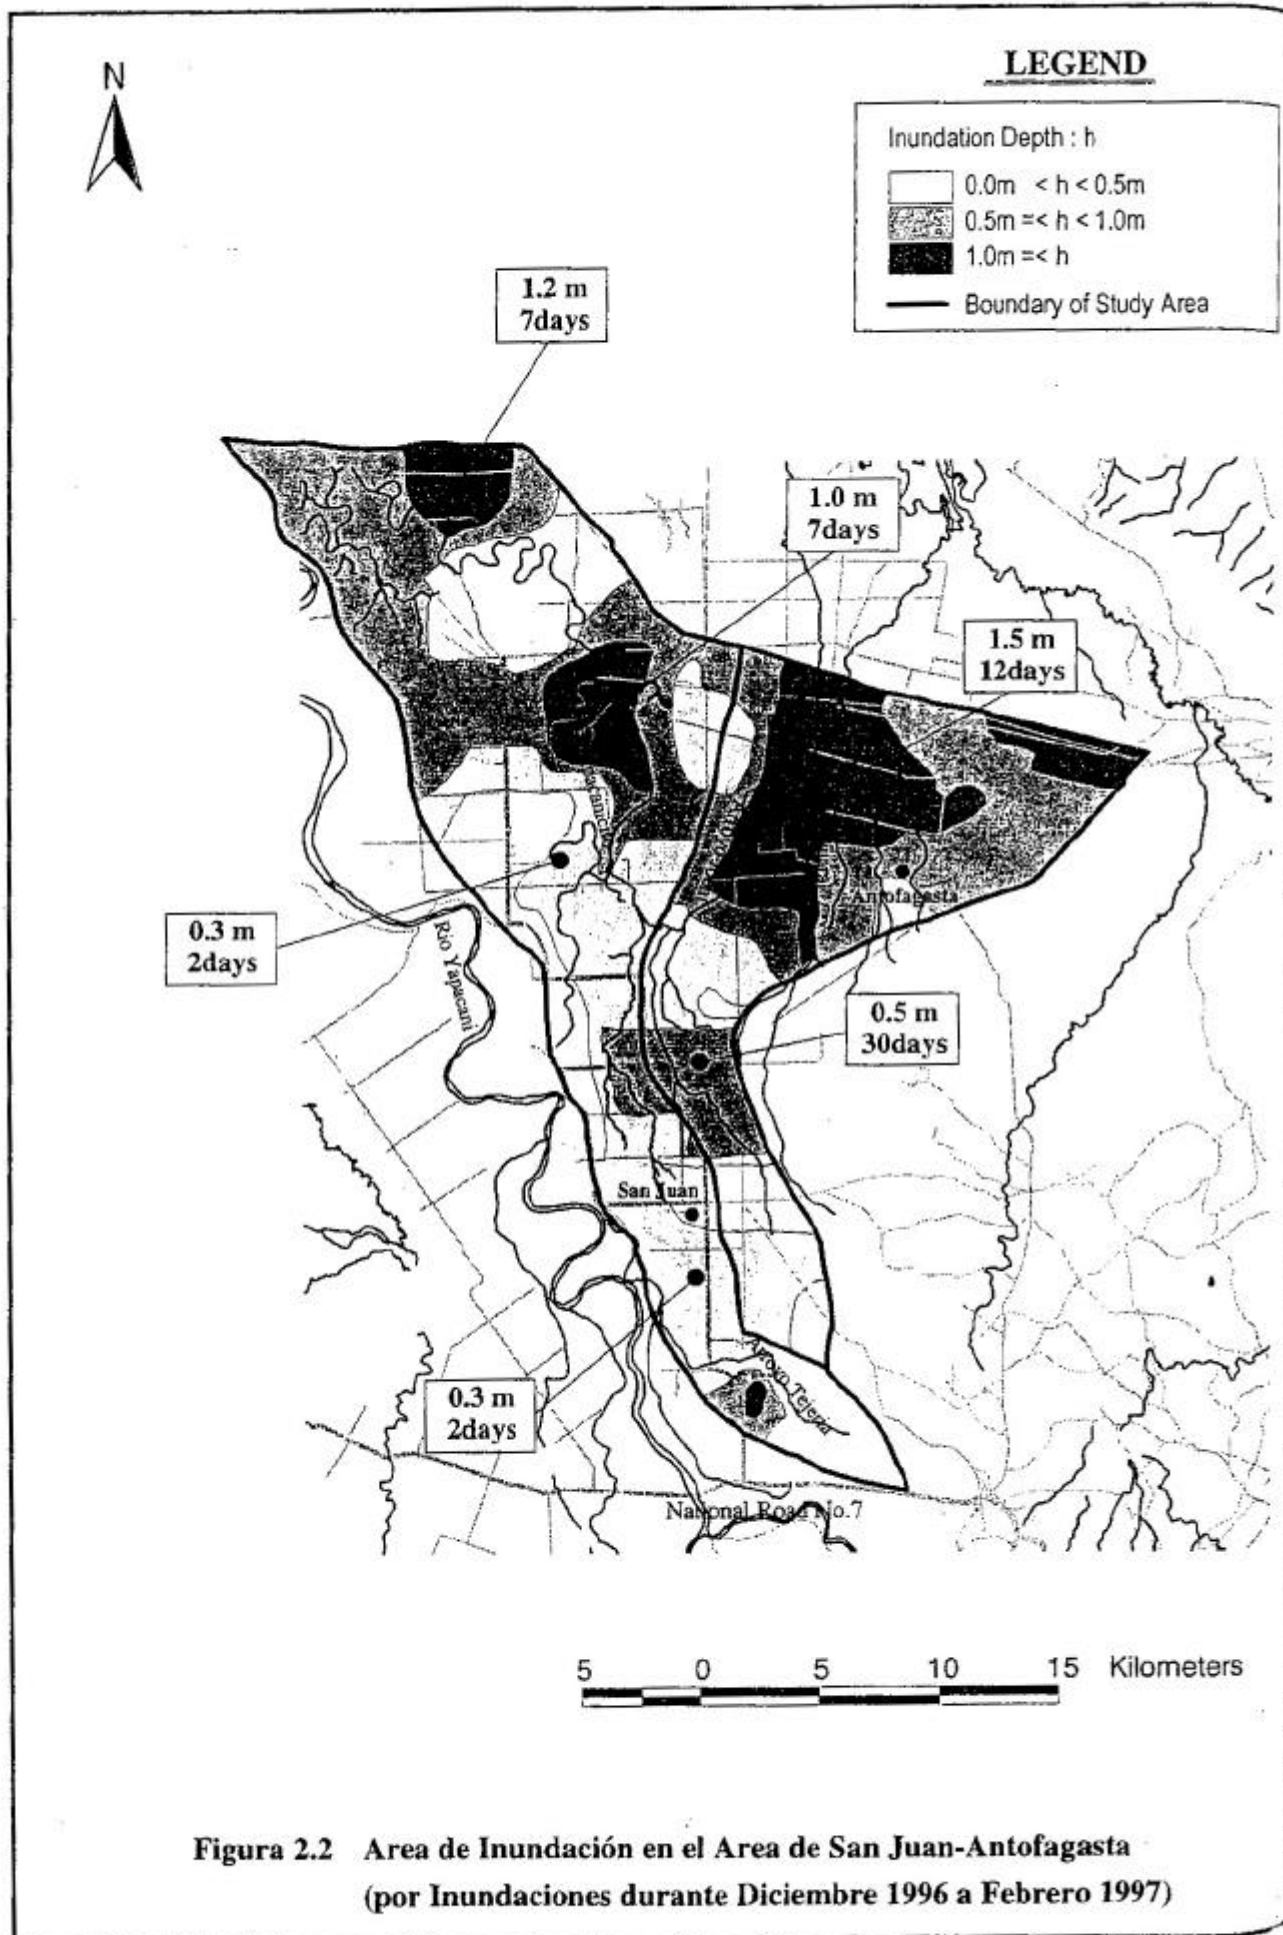 N
LEGEND
Inundation Depth : h
0.0m < h < 0.5m
0.5m =< h < 1.0m
1.0m =< h
Boundary of Study Area
1.2 m
7days
1.0 m
7days
1.5 m
12days
Antofagasta
0.3 m
2days
Rio Yapacani
0.5 m
30days
San Juan
Arroyo Tejeria
0.3 m
2days
National Road No.7
5 0 5 10 15 Kilometers
Figura 2.2 Area de Inundación en el Area de San Juan-Antofagasta
(por Inundaciones durante Diciembre 1996 a Febrero 1997)